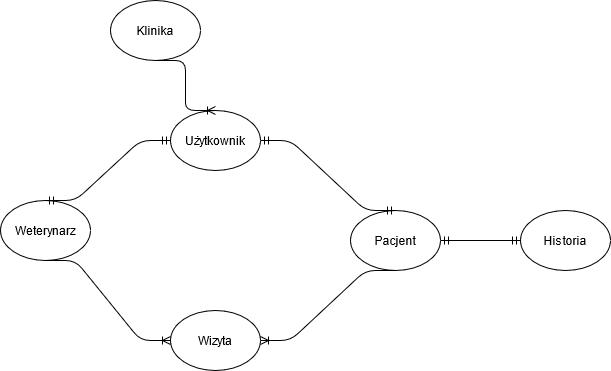 Klinika
Użytkownik
Weterynarz
Pacjent
Historia
Wizyta